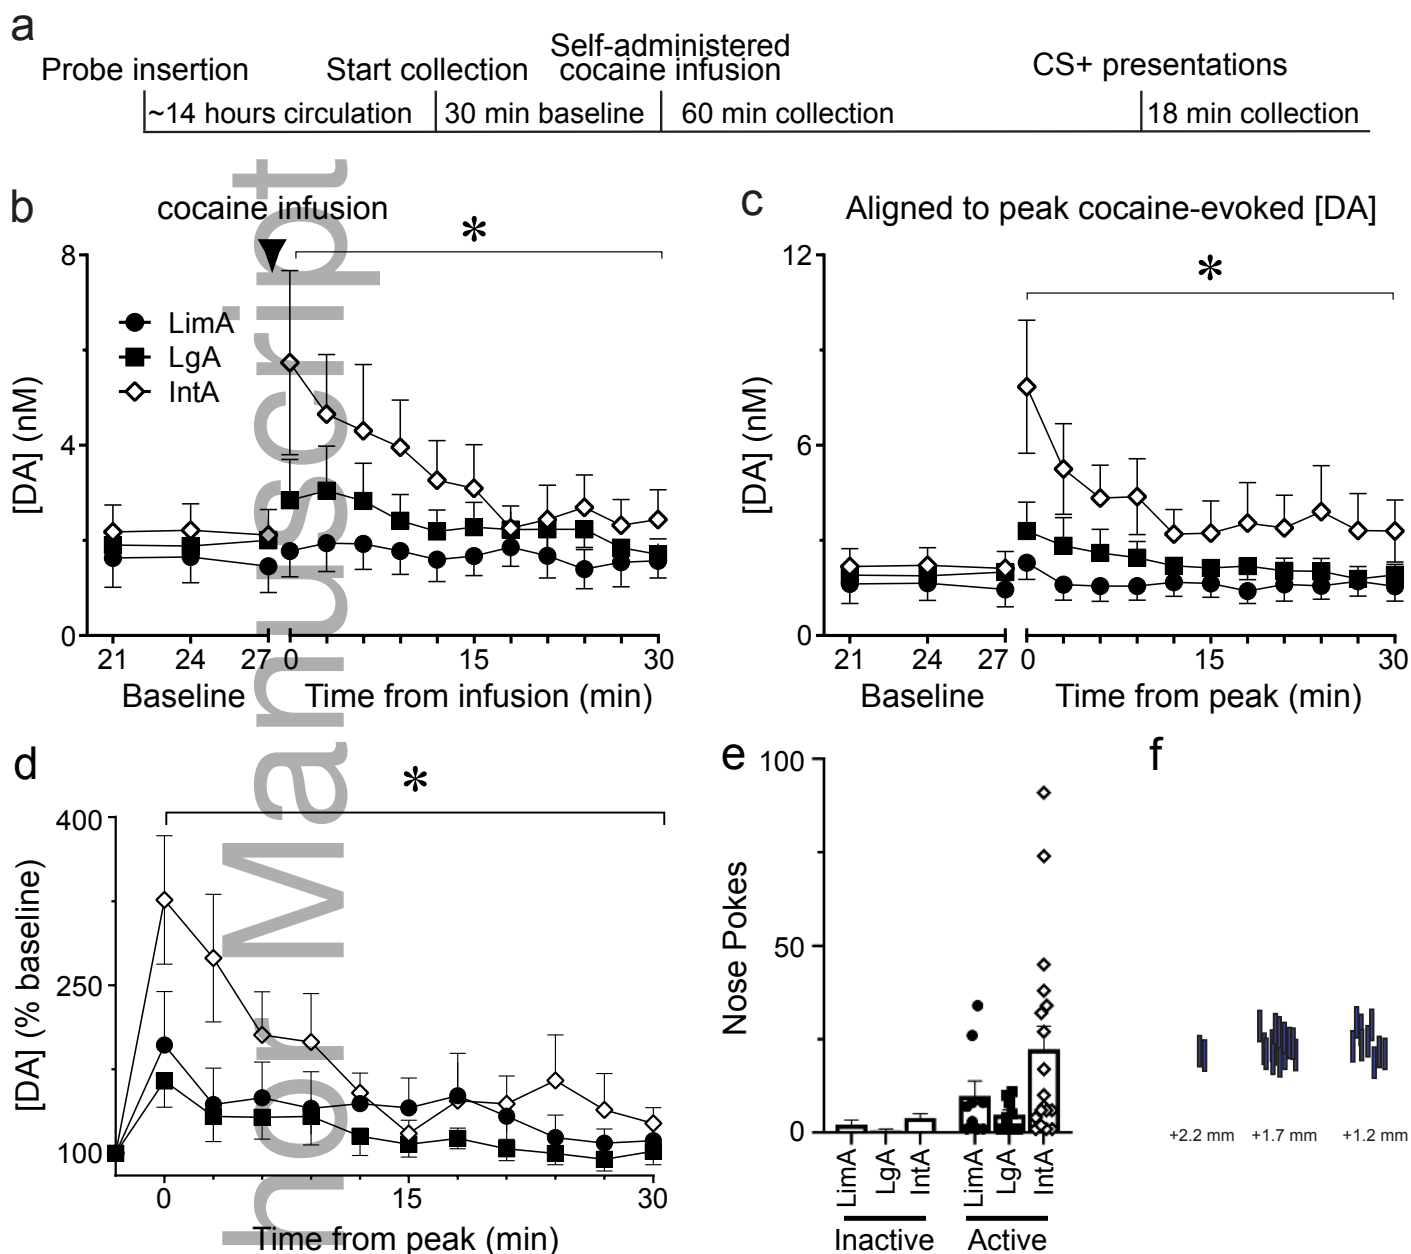 a
Probe insertion
Start collection
Self-administered
cocaine infusion
CS+ presentations
~14 hours circulation
30 min baseline
60 min collection
18 min collection
b
cocaine infusion
*
8
4
0
[DA] (nM)
LimA
LgA
IntA
21
24
27
0
15
30
Baseline
Time from infusion (min)
c
Aligned to peak cocaine-evoked [DA]
*
12
6
0
[DA] (nM)
21
24
27
0
15
30
Baseline
Time from peak (min)
d
*
400
250
100
[DA] (% baseline)
0
15
30
Time from peak (min)
e
100
50
0
Nose Pokes
LimA
LgA
IntA
LimA
LgA
IntA
Inactive
Active
f
+2.2 mm
+1.7 mm
+1.2 mm
hor Manuscript